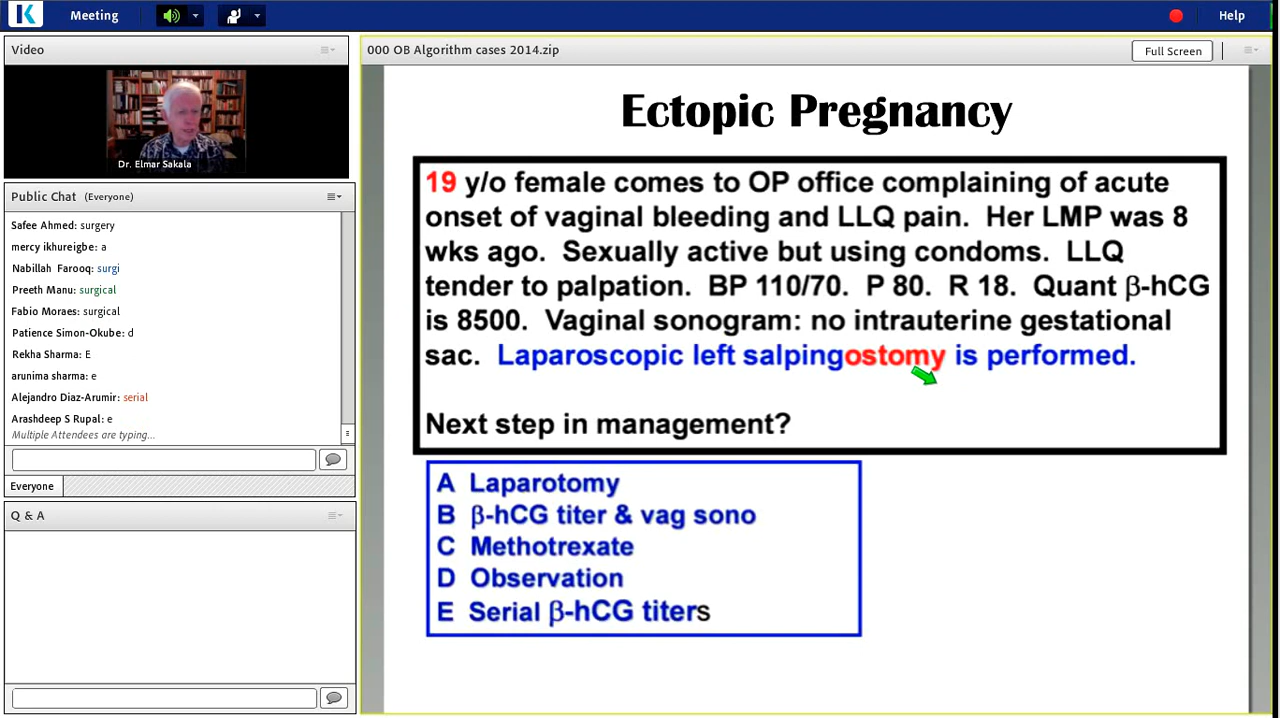 Meeting
Help
Video
Dr. Elmar Sakala
Public Chat (Everyone)
Safee Ahmed: surgery
mercy ikhureigbe: a
Nabillah Farooq: surgi
Preeth Manu: surgical
Fabio Moraes: surgical
Patience Simon-Okube: d
Rekha Sharma: E
arunima sharma: e
Alejandro Diaz-Arumir: serial
Arashdeep S Rupal: e
Multiple Attendees are typing...
Everyone
Q & A
000 OB Algorithm cases 2014.zip
Full Screen
Ectopic Pregnancy
19 y/o female comes to OP office complaining of acute
onset of vaginal bleeding and LLQ pain. Her LMP was 8
wks ago. Sexually active but using condoms. LLQ
tender to palpation. BP 110/70. P 80. R 18. Quant β-hCG
is 8500. Vaginal sonogram: no intrauterine gestational
sac. Laparoscopic left salpingostomy is performed.
Next step in management?
A Laparotomy
B β-hCG titer & vag sono
C Methotrexate
D Observation
E Serial β-hCG titers